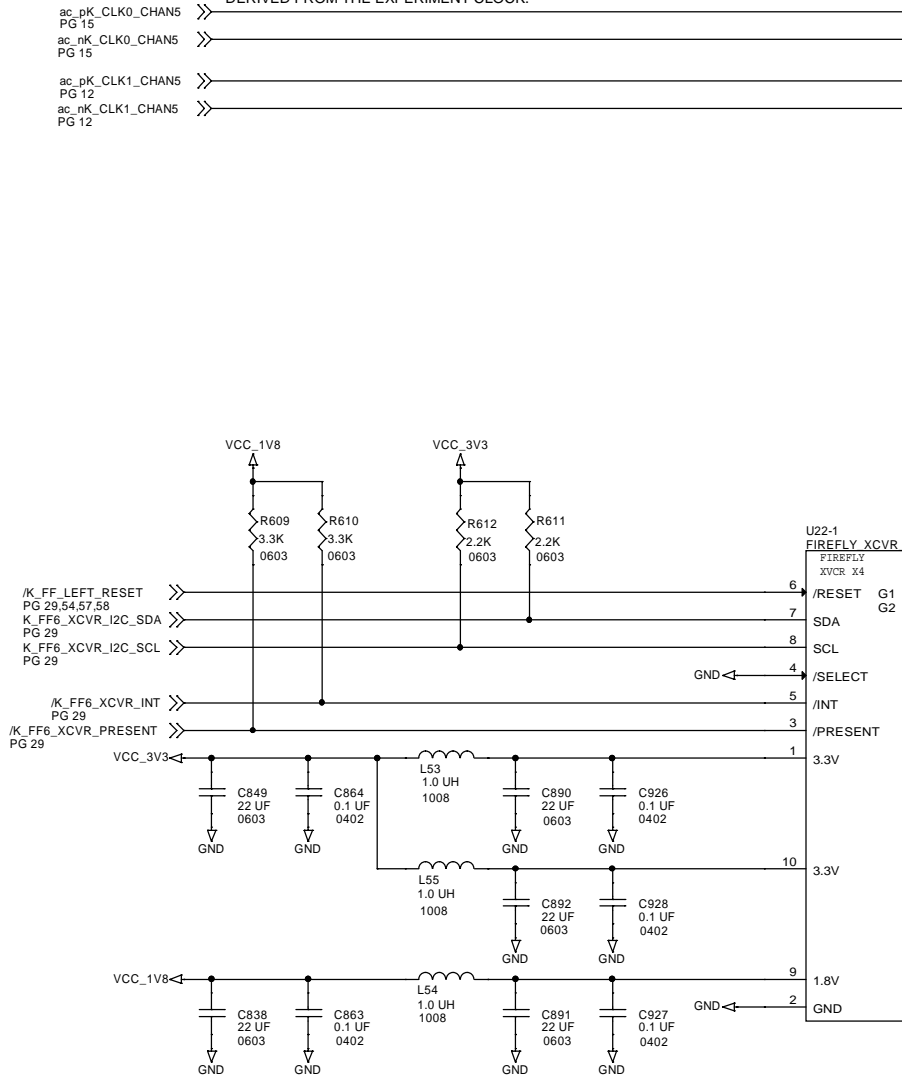 DERIVED FROM THE EXPERIMENT CLOCK.
ac_pK_CLK0_CHAN5
PG 15
ac_nK_CLK0_CHAN5
PG 15
ac_pK_CLK1_CHAN5
PG 12
ac_nK_CLK1_CHAN5
PG 12
VCC_1V8
VCC_3V3
R609
3.3K
0603
R610
3.3K
0603
R612
2.2K
0603
R611
2.2K
0603
U22-1
FIREFLY_XCVR
FIREFLY
XVCR X4
/K_FF_LEFT_RESET
PG 29,54,57,58
6
/RESET
G1
G2
K_FF6_XCVR_I2C_SDA
PG 29
7
SDA
K_FF6_XCVR_I2C_SCL
PG 29
8
SCL
GND
4
/SELECT
/K_FF6_XCVR_INT
PG 29
5
/INT
/K_FF6_XCVR_PRESENT
PG 29
3
/PRESENT
VCC_3V3
L53
1.0 UH
1008
1
3.3V
C849
22 UF
0603
GND
C864
0.1 UF
0402
GND
C890
22 UF
0603
GND
C926
0.1 UF
0402
GND
L55
1.0 UH
1008
10
3.3V
C892
22 UF
0603
GND
C928
0.1 UF
0402
GND
VCC_1V8
L54
1.0 UH
1008
9
1.8V
GND
2
GND
C838
22 UF
0603
GND
C863
0.1 UF
0402
GND
C891
22 UF
0603
GND
C927
0.1 UF
0402
GND